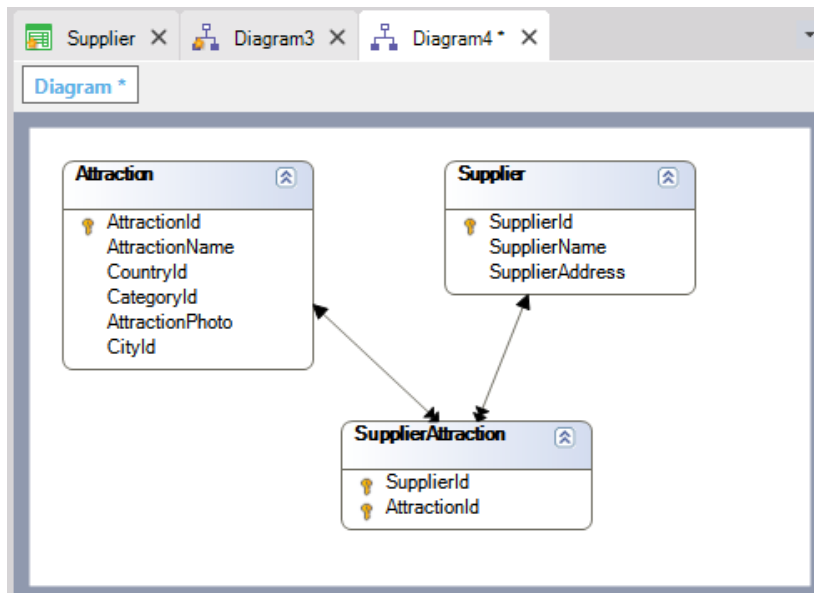 Supplier
Diagram3
Diagram4 *
Diagram *
Attraction
AttractionId
AttractionName
CountryId
CategoryId
AttractionPhoto
CityId
Supplier
SupplierId
SupplierName
SupplierAddress
SupplierAttraction
SupplierId
AttractionId